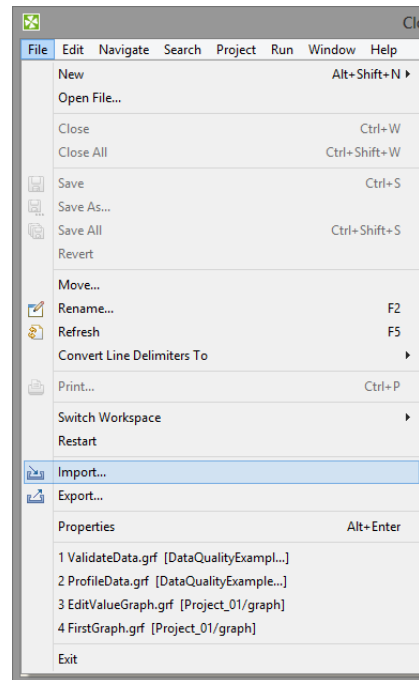 Clo
File Edit Navigate Search Project Run Window Help
New Alt+Shift+N
Open File...
Close Ctrl+W
Close All Ctrl+Shift+W
Save Ctrl+S
Save As...
Save All Ctrl+Shift+S
Revert
Move...
Rename... F2
Refresh F5
Convert Line Delimiters To
Print... Ctrl+P
Switch Workspace
Restart
Import...
Export...
Properties Alt+Enter
1 ValidateData.grf [DataQualityExampl...]
2 ProfileData.grf [DataQualityExample...]
3 EditValueGraph.grf [Project_01/graph]
4 FirstGraph.grf [Project_01/graph]
Exit